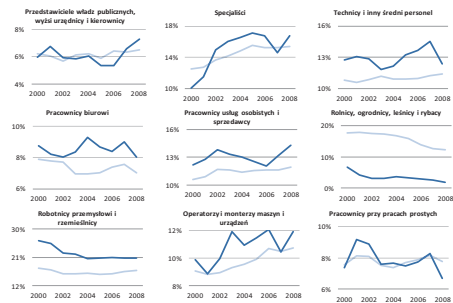 Przedstawiciele władz publicznych,
wyżsi urzędnicy i kierownicy
8%
6%
4%
2000 2002 2004 2006 2008
Specjaliści
18%
14%
10%
2000 2002 2004 2006 2008
Technicy i inny średni personel
16%
13%
10%
2000 2002 2004 2006 2008
Pracownicy biurowi
10%
8%
6%
2000 2002 2004 2006 2008
Pracownicy usług osobistych i
sprzedawcy
16%
13%
10%
2000 2002 2004 2006 2008
Rolnicy, ogrodnicy, leśnicy i rybacy
20%
10%
0%
2000 2002 2004 2006 2008
Robotnicy przemysłowi i
rzemieślnicy
30%
21%
12%
2000 2002 2004 2006 2008
Operatorzy i monterzy maszyn i
urządzeń
12%
10%
8%
2000 2002 2004 2006 2008
Pracownicy przy pracach prostych
10%
8%
6%
2000 2002 2004 2006 2008